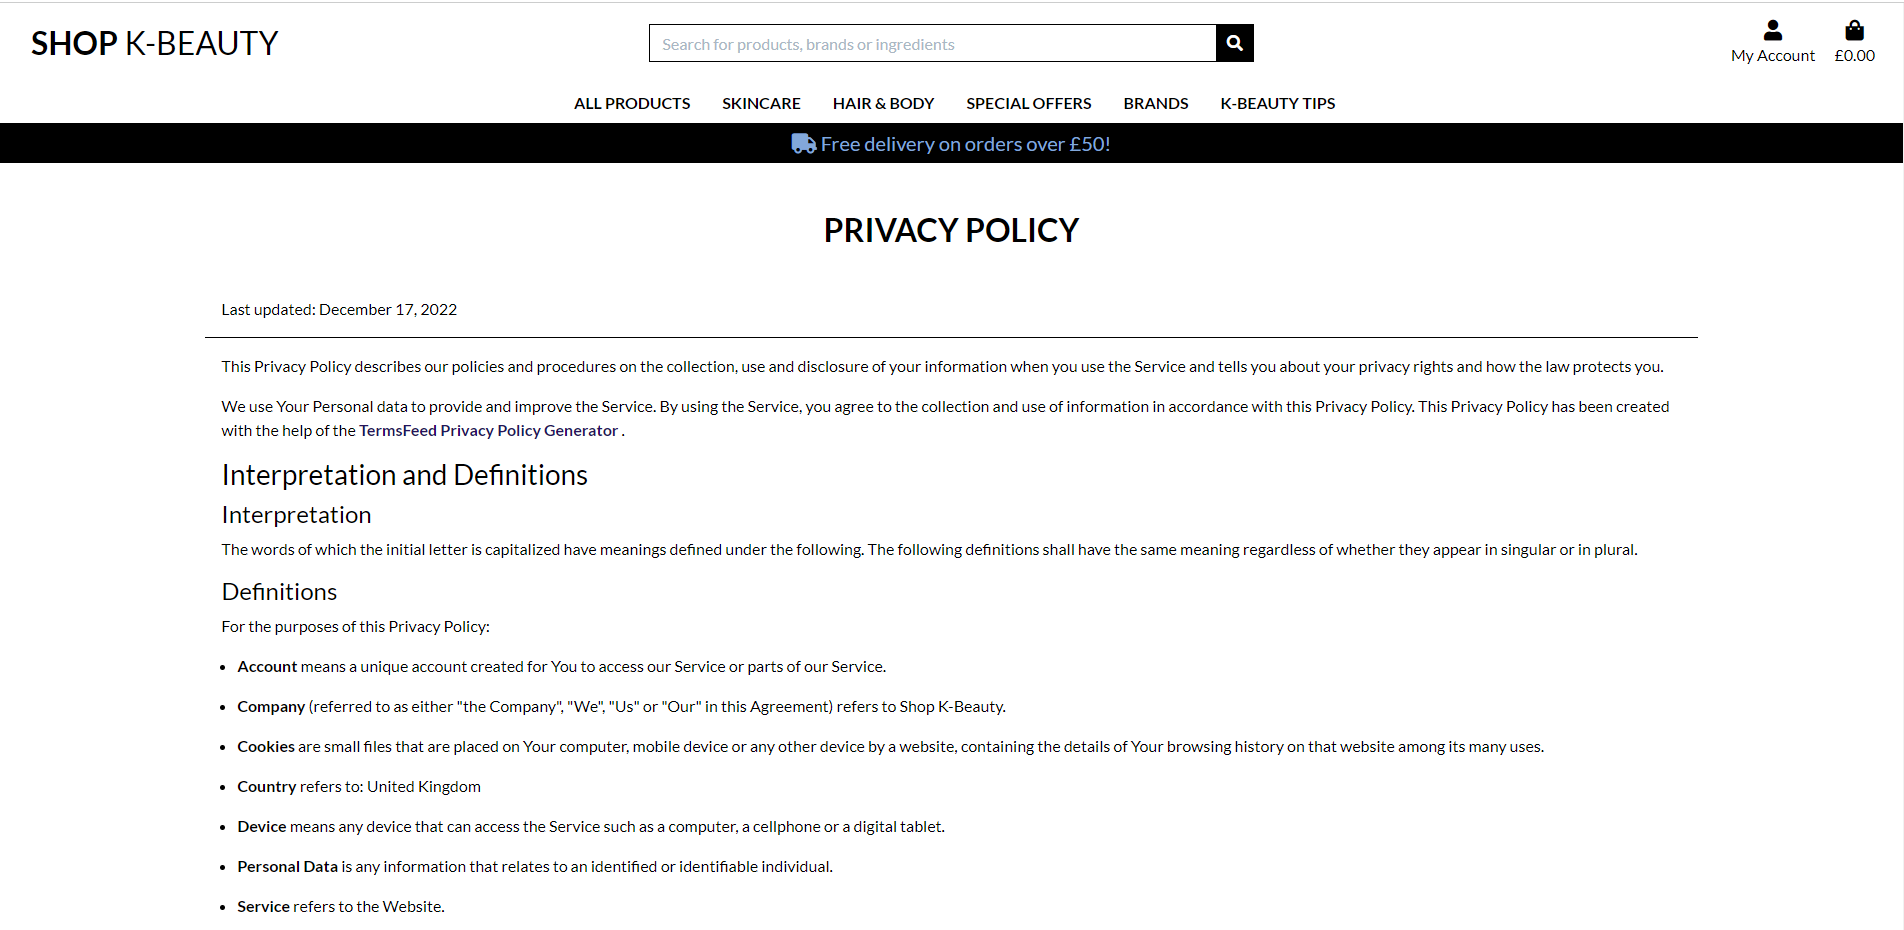 SHOP K-BEAUTY
Search for products, brands or ingredients
My Account
£0.00
ALL PRODUCTS SKINCARE HAIR & BODY SPECIAL OFFERS BRANDS K-BEAUTY TIPS
Free delivery on orders over £50!
PRIVACY POLICY
Last updated: December 17, 2022
This Privacy Policy describes our policies and procedures on the collection, use and disclosure of your information when you use the Service and tells you about your privacy rights and how the law protects you.
We use Your Personal data to provide and improve the Service. By using the Service, you agree to the collection and use of information in accordance with this Privacy Policy. This Privacy Policy has been created
with the help of the TermsFeed Privacy Policy Generator .
Interpretation and Definitions
Interpretation
The words of which the initial letter is capitalized have meanings defined under the following. The following definitions shall have the same meaning regardless of whether they appear in singular or in plural.
Definitions
For the purposes of this Privacy Policy:
• Account means a unique account created for You to access our Service or parts of our Service.
• Company (referred to as either "the Company", "We", "Us" or "Our" in this Agreement) refers to Shop K-Beauty.
• Cookies are small files that are placed on Your computer, mobile device or any other device by a website, containing the details of Your browsing history on that website among its many uses.
• Country refers to: United Kingdom
• Device means any device that can access the Service such as a computer, a cellphone or a digital tablet.
• Personal Data is any information that relates to an identified or identifiable individual.
• Service refers to the Website.